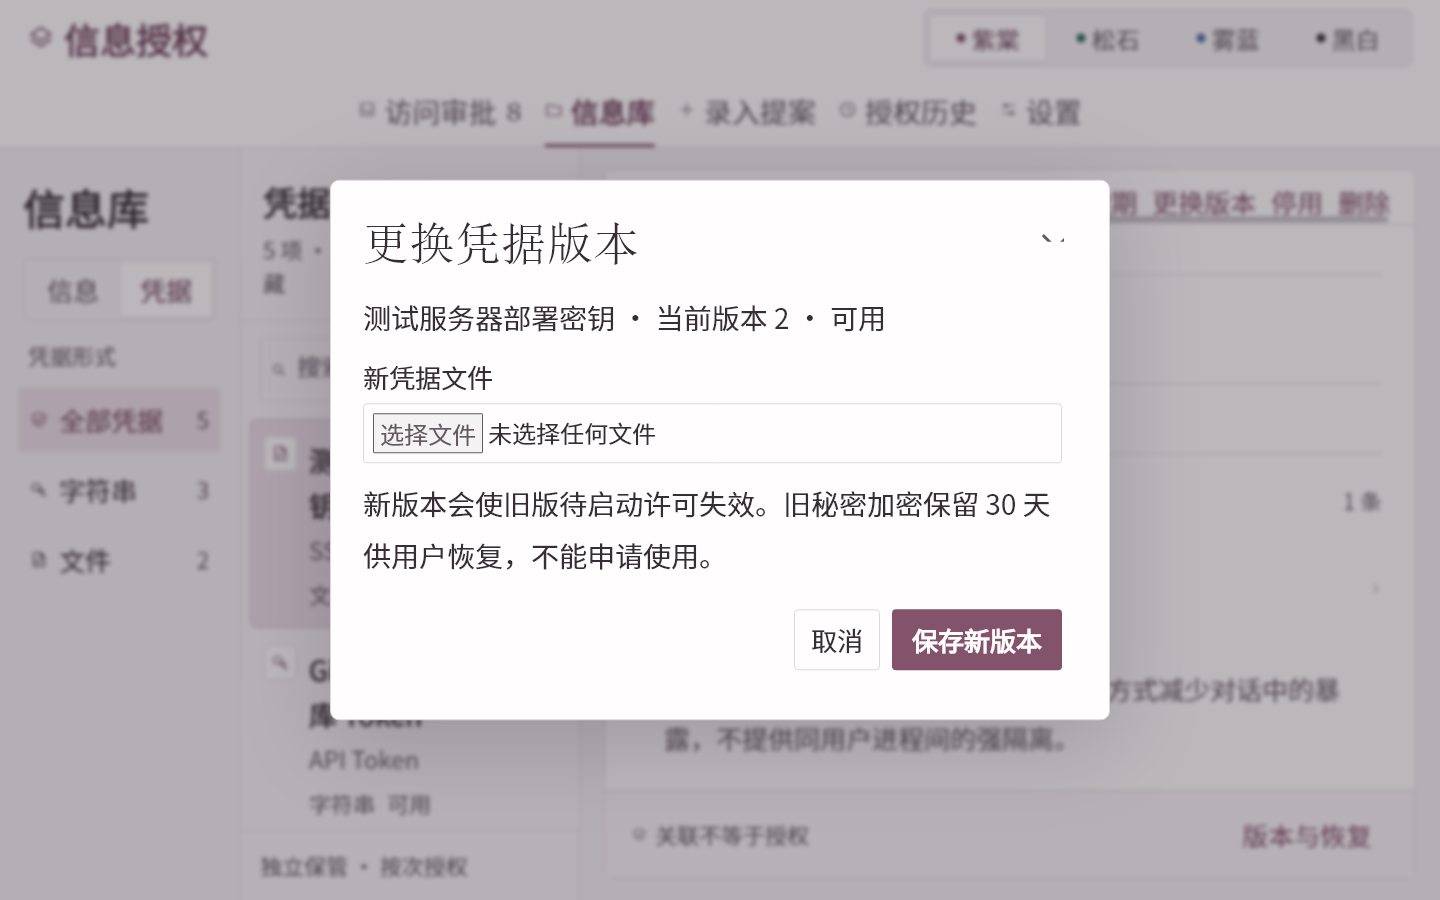 信息授权
紫棠 松石 雾蓝 黑白
访问审批 8 信息库 录入提案 授权历史 设置
信息库
信息 凭据
凭据形式
全部凭据 5
字符串 3
文件 2
凭据
5 项 ·
藏
API Token
字符串 可用
独立保管 · 按次授权
更换凭据版本
测试服务器部署密钥 · 当前版本 2 · 可用
新凭据文件
选择文件 未选择任何文件
新版本会使旧版待启动许可失效。旧秘密加密保留 30 天
供用户恢复，不能申请使用。
取消 保存新版本
期 更换版本 停用 删除
1 条
方式减少对话中的暴
露，不提供同用户进程间的强隔离。
关联不等于授权 版本与恢复